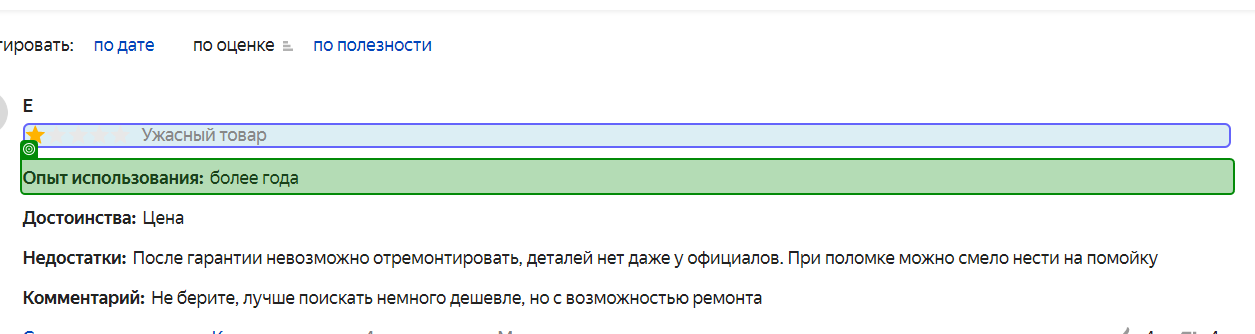 тировать: по дате по оценке по полезности
Е
Ужасный товар
Опыт использования: более года
Достоинства: Цена
Недостатки: После гарантии невозможно отремонтировать, деталей нет даже у официалов. При поломке можно смело нести на помойку
Комментарий: Не берите, лучше поискать немного дешевле, но с возможностью ремонта